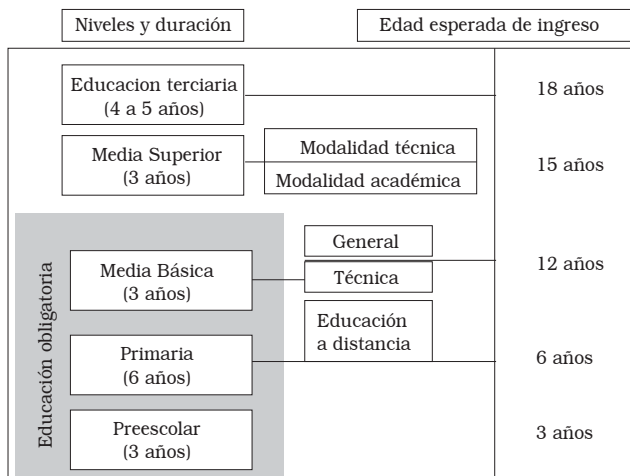 Niveles y duración
Edad esperada de ingreso
Educacion terciaria
(4 a 5 años)
18 años
Media Superior
(3 años)
Modalidad técnica
Modalidad académica
15 años
Educación obligatoria
Media Básica
(3 años)
General
Técnica
12 años
Educación
a distancia
Primaria
(6 años)
6 años
Preescolar
(3 años)
3 años